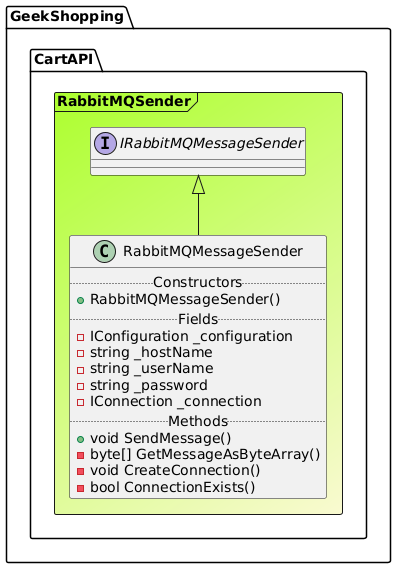 GeekShopping
CartAPI
RabbitMQSender
I IRabbitMQMessageSender
C RabbitMQMessageSender
Constructors
RabbitMQMessageSender()
Fields
IConfiguration _configuration
string _hostName
string _userName
string _password
IConnection _connection
Methods
void SendMessage()
byte[] GetMessageAsByteArray()
void CreateConnection()
bool ConnectionExists()